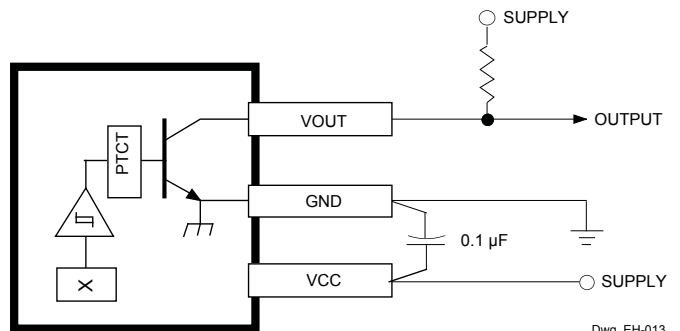 SUPPLY
VOUT
OUTPUT
PTCT
GND
0.1 µF
X
VCC
SUPPLY
Dwg. EH-013